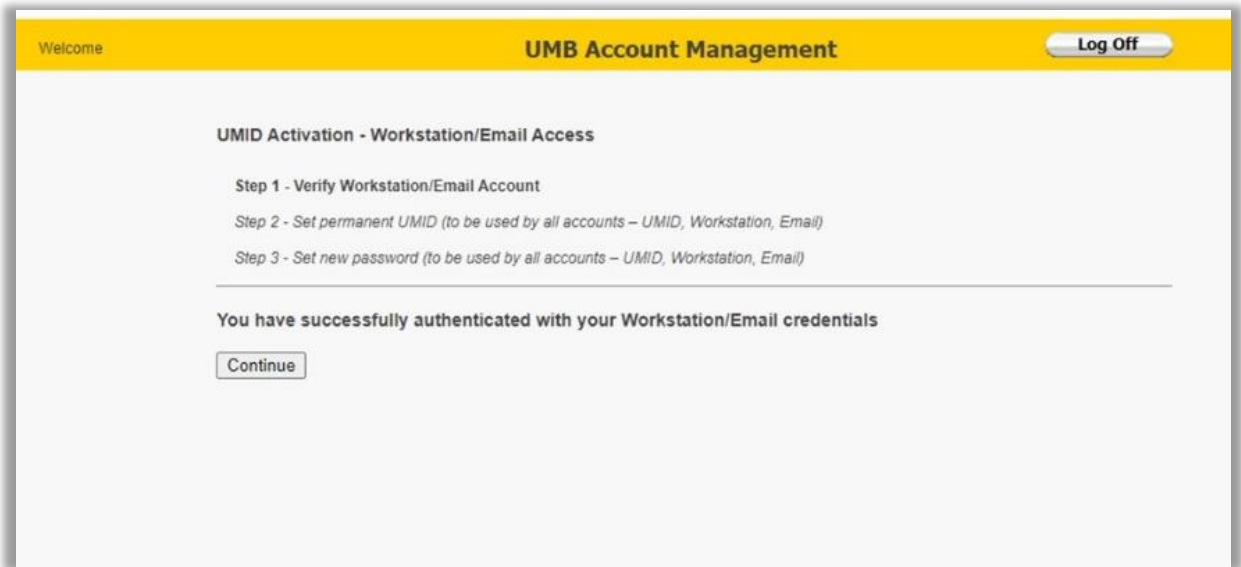 Welcome
UMB Account Management
Log Off
UMID Activation - Workstation/Email Access
Step 1 - Verify Workstation/Email Account
Step 2 - Set permanent UMID (to be used by all accounts – UMID, Workstation, Email)
Step 3 - Set new password (to be used by all accounts – UMID, Workstation, Email)
You have successfully authenticated with your Workstation/Email credentials
Continue